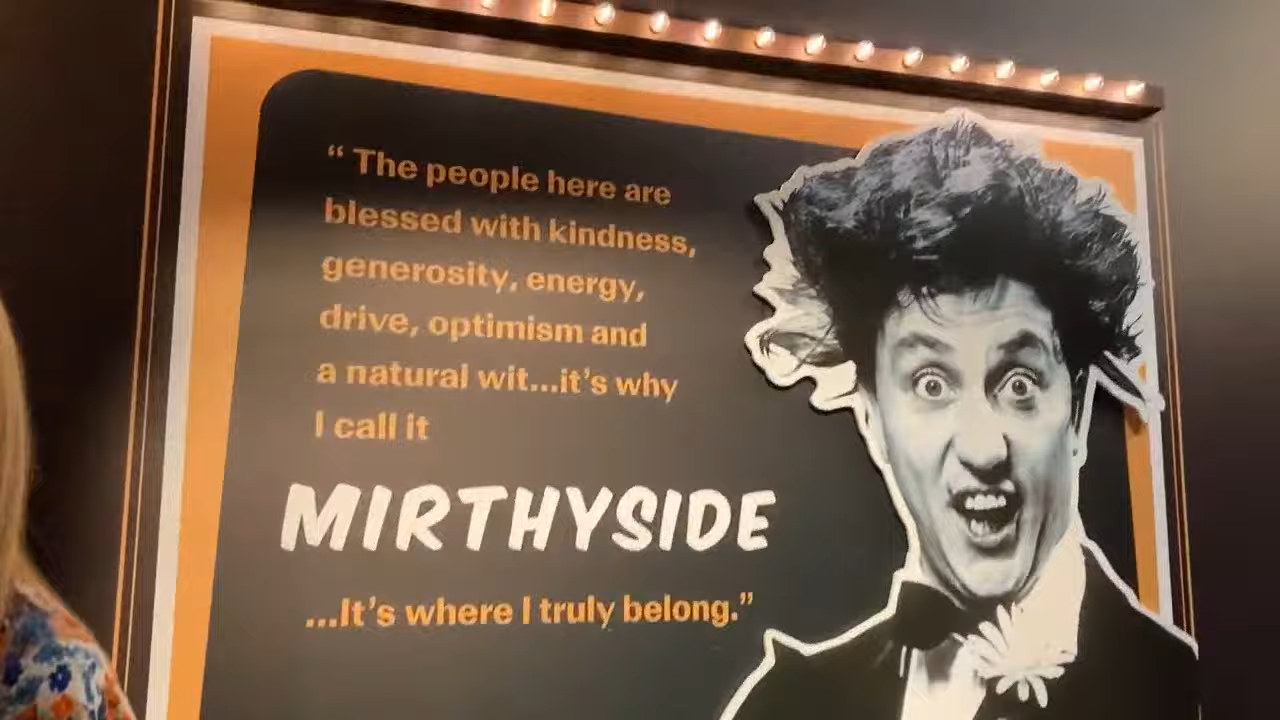 “ The people here are
blessed with kindness,
generosity, energy,
drive, optimism and
a natural wit...it’s why
I call it
MIRTHYSIDE
...It’s where I truly belong.”